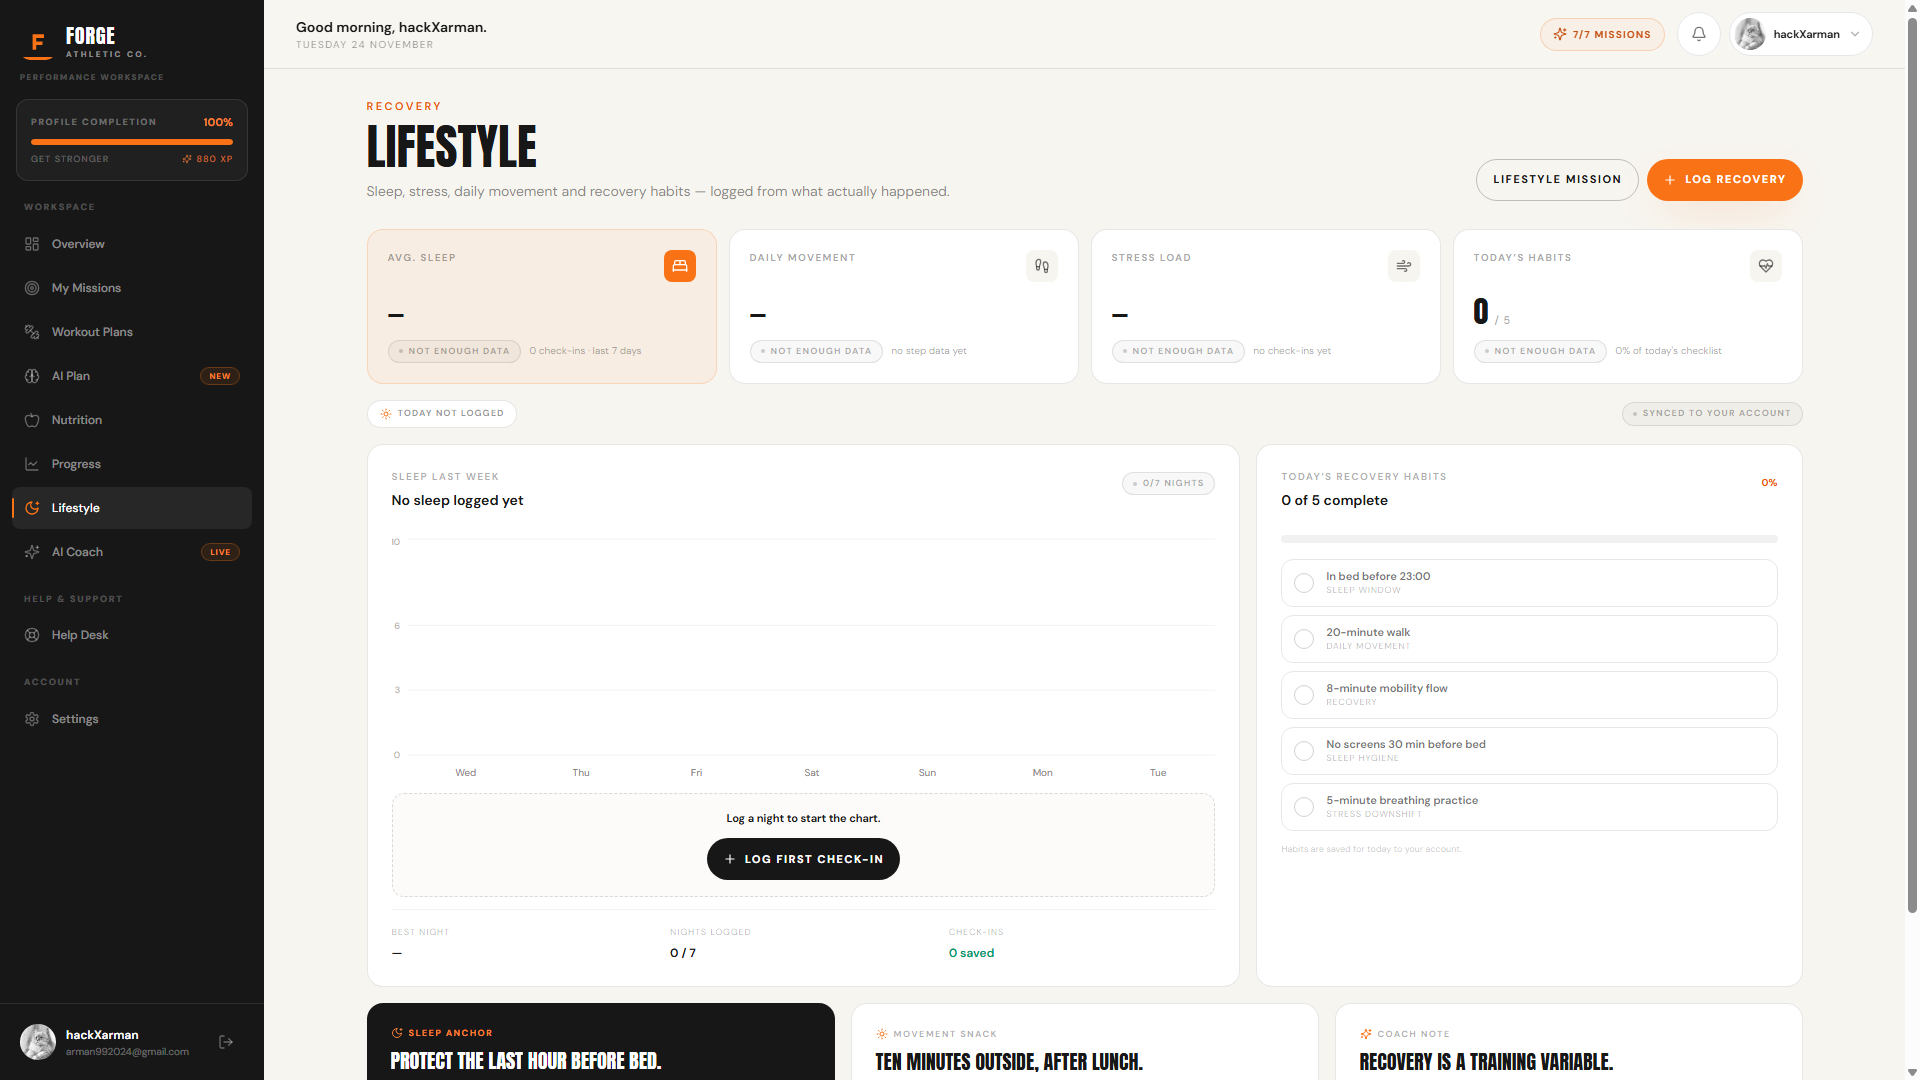 F
FORGE
ATHLETIC CO.
PERFORMANCE WORKSPACE
PROFILE COMPLETION 100%
GET STRONGER 880 XP
WORKSPACE
Overview
My Missions
Workout Plans
AI Plan NEW
Nutrition
Progress
Lifestyle
AI Coach LIVE
HELP & SUPPORT
Help Desk
ACCOUNT
Settings
hackXarman
arman992024@gmail.com
Good morning, hackXarman.
TUESDAY 24 NOVEMBER
7/7 MISSIONS
hackXarman
RECOVERY
LIFESTYLE
Sleep, stress, daily movement and recovery habits — logged from what actually happened.
LIFESTYLE MISSION
+ LOG RECOVERY
AVG. SLEEP
—
NOT ENOUGH DATA 0 check-ins · last 7 days
DAILY MOVEMENT
—
NOT ENOUGH DATA no step data yet
STRESS LOAD
—
NOT ENOUGH DATA no check-ins yet
TODAY'S HABITS
0 / 5
NOT ENOUGH DATA 0% of today's checklist
TODAY NOT LOGGED
SYNCED TO YOUR ACCOUNT
SLEEP LAST WEEK
No sleep logged yet
0/7 NIGHTS
10
6
3
0
Wed Thu Fri Sat Sun Mon Tue
Log a night to start the chart.
+ LOG FIRST CHECK-IN
BEST NIGHT NIGHTS LOGGED CHECK-INS
— 0 / 7 0 saved
TODAY'S RECOVERY HABITS
0 of 5 complete
0%
In bed before 23:00
SLEEP WINDOW
20-minute walk
DAILY MOVEMENT
8-minute mobility flow
RECOVERY
No screens 30 min before bed
SLEEP HYGIENE
5-minute breathing practice
STRESS DOWNSHIFT
Habits are saved for today to your account.
SLEEP ANCHOR
PROTECT THE LAST HOUR BEFORE BED.
MOVEMENT SNACK
TEN MINUTES OUTSIDE, AFTER LUNCH.
COACH NOTE
RECOVERY IS A TRAINING VARIABLE.